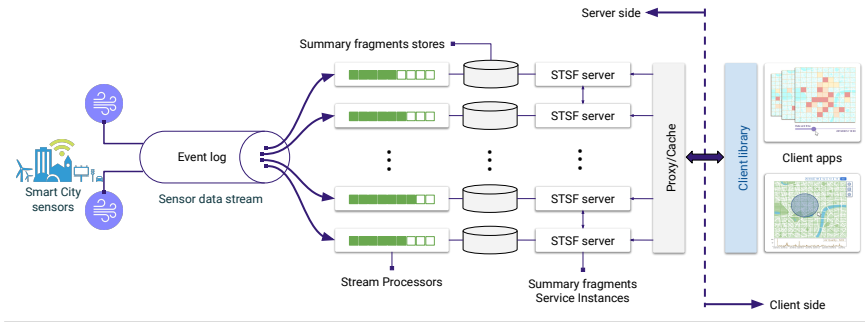 Server side
Summary fragments stores
STSF server
STSF server
Event log
Smart City
sensors
Sensor data stream
Proxy/Cache
Client library
Client apps
STSF server
STSF server
Stream Processors
Summary fragments
Service Instances
Client side